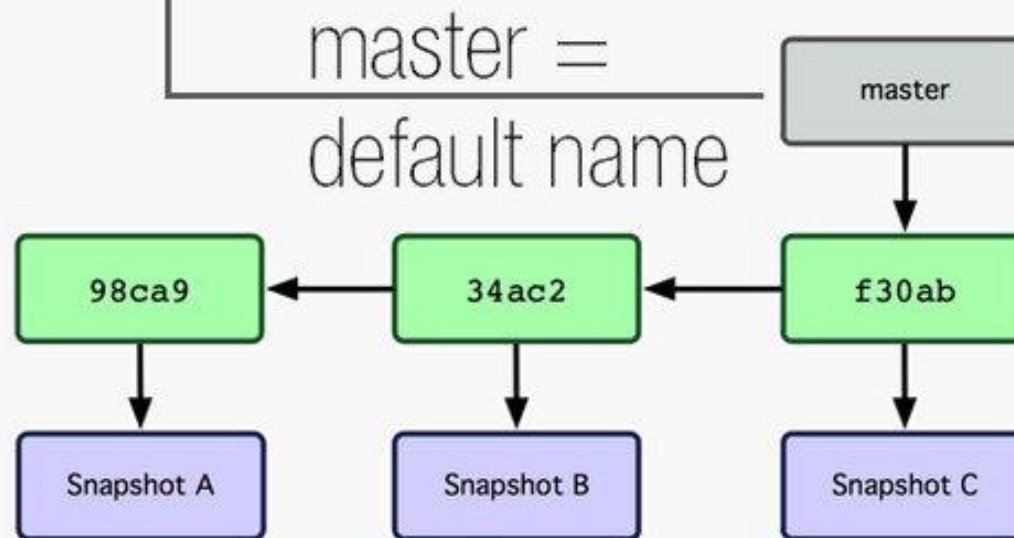 master =
default name
master
98ca9
34ac2
f30ab
Snapshot A
Snapshot B
Snapshot C